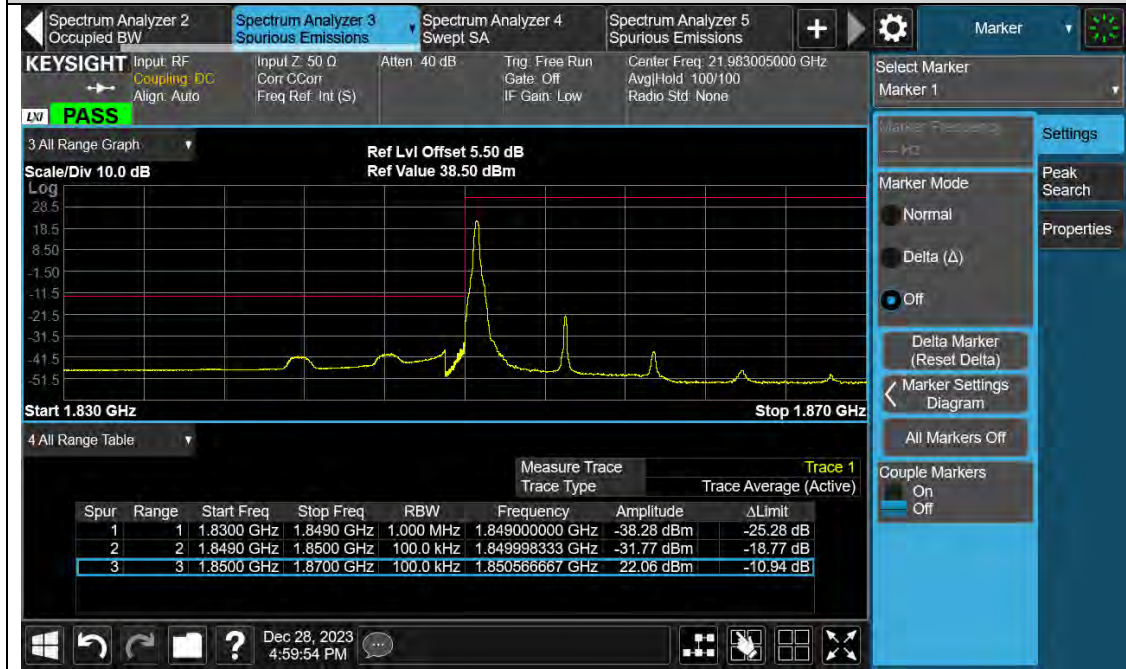 Spectrum Analyzer 2
Occupied BW
Spectrum Analyzer 3
Spurious Emissions
Spectrum Analyzer 4
Swept SA
Spectrum Analyzer 5
Spurious Emissions
+
Marker
KEYSIGHT
Input: RF
Coupling: DC
Align: Auto
Input Z: 50 Ω
Corr CCorr
Freq Ref: Int (S)
Atten: 40 dB
Trig: Free Run
Gate: Off
IF Gain: Low
Center Freq: 21.983005000 GHz
Avg|Hold: 100/100
Radio Std: None
LXI
PASS
Select Marker
Marker 1
Marker Frequency
--- Hz
Settings
Peak
Search
Properties
Marker Mode
Normal
Delta (Δ)
Off
Delta Marker
(Reset Delta)
Marker Settings
Diagram
All Markers Off
Couple Markers
On
Off
3 All Range Graph
Scale/Div 10.0 dB
Ref Lvl Offset 5.50 dB
Ref Value 38.50 dBm
Log
28.5
18.5
8.50
-1.50
-11.5
-21.5
-31.5
-41.5
-51.5
Start 1.830 GHz
Stop 1.870 GHz
4 All Range Table
Measure Trace Trace 1
Trace Type Trace Average (Active)
Spur Range Start Freq Stop Freq RBW Frequency Amplitude ΔLimit
1 1 1.8300 GHz 1.8490 GHz 1.000 MHz 1.849000000 GHz -38.28 dBm -25.28 dB
2 2 1.8490 GHz 1.8500 GHz 100.0 kHz 1.849998333 GHz -31.77 dBm -18.77 dB
3 3 1.8500 GHz 1.8700 GHz 100.0 kHz 1.850566667 GHz 22.06 dBm -10.94 dB
?
Dec 28, 2023
4:59:54 PM